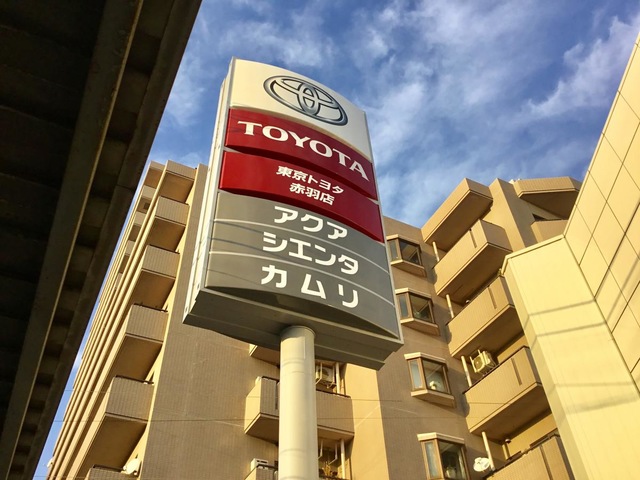 TOYOTA
東京トヨタ
赤羽店
アクア
シエンタ
カムリ